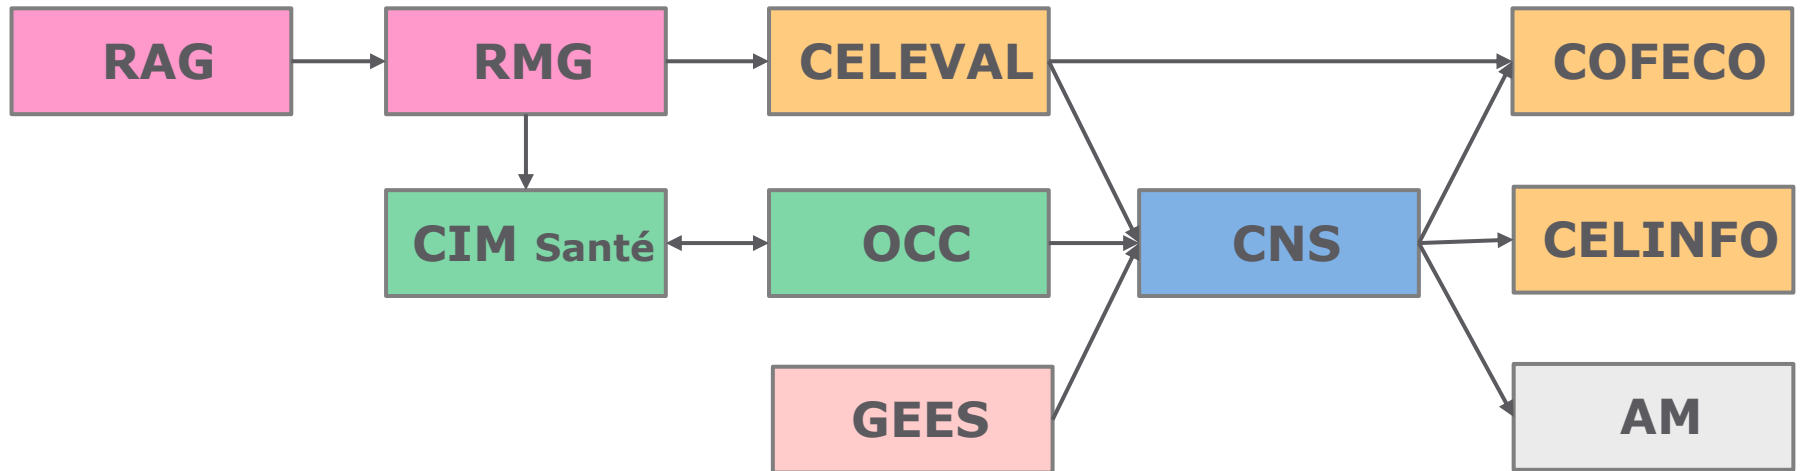 RAG
RMG
CELEVAL
COFECO
CIM Santé
OCC
CNS
CELINFO
GEES
AM